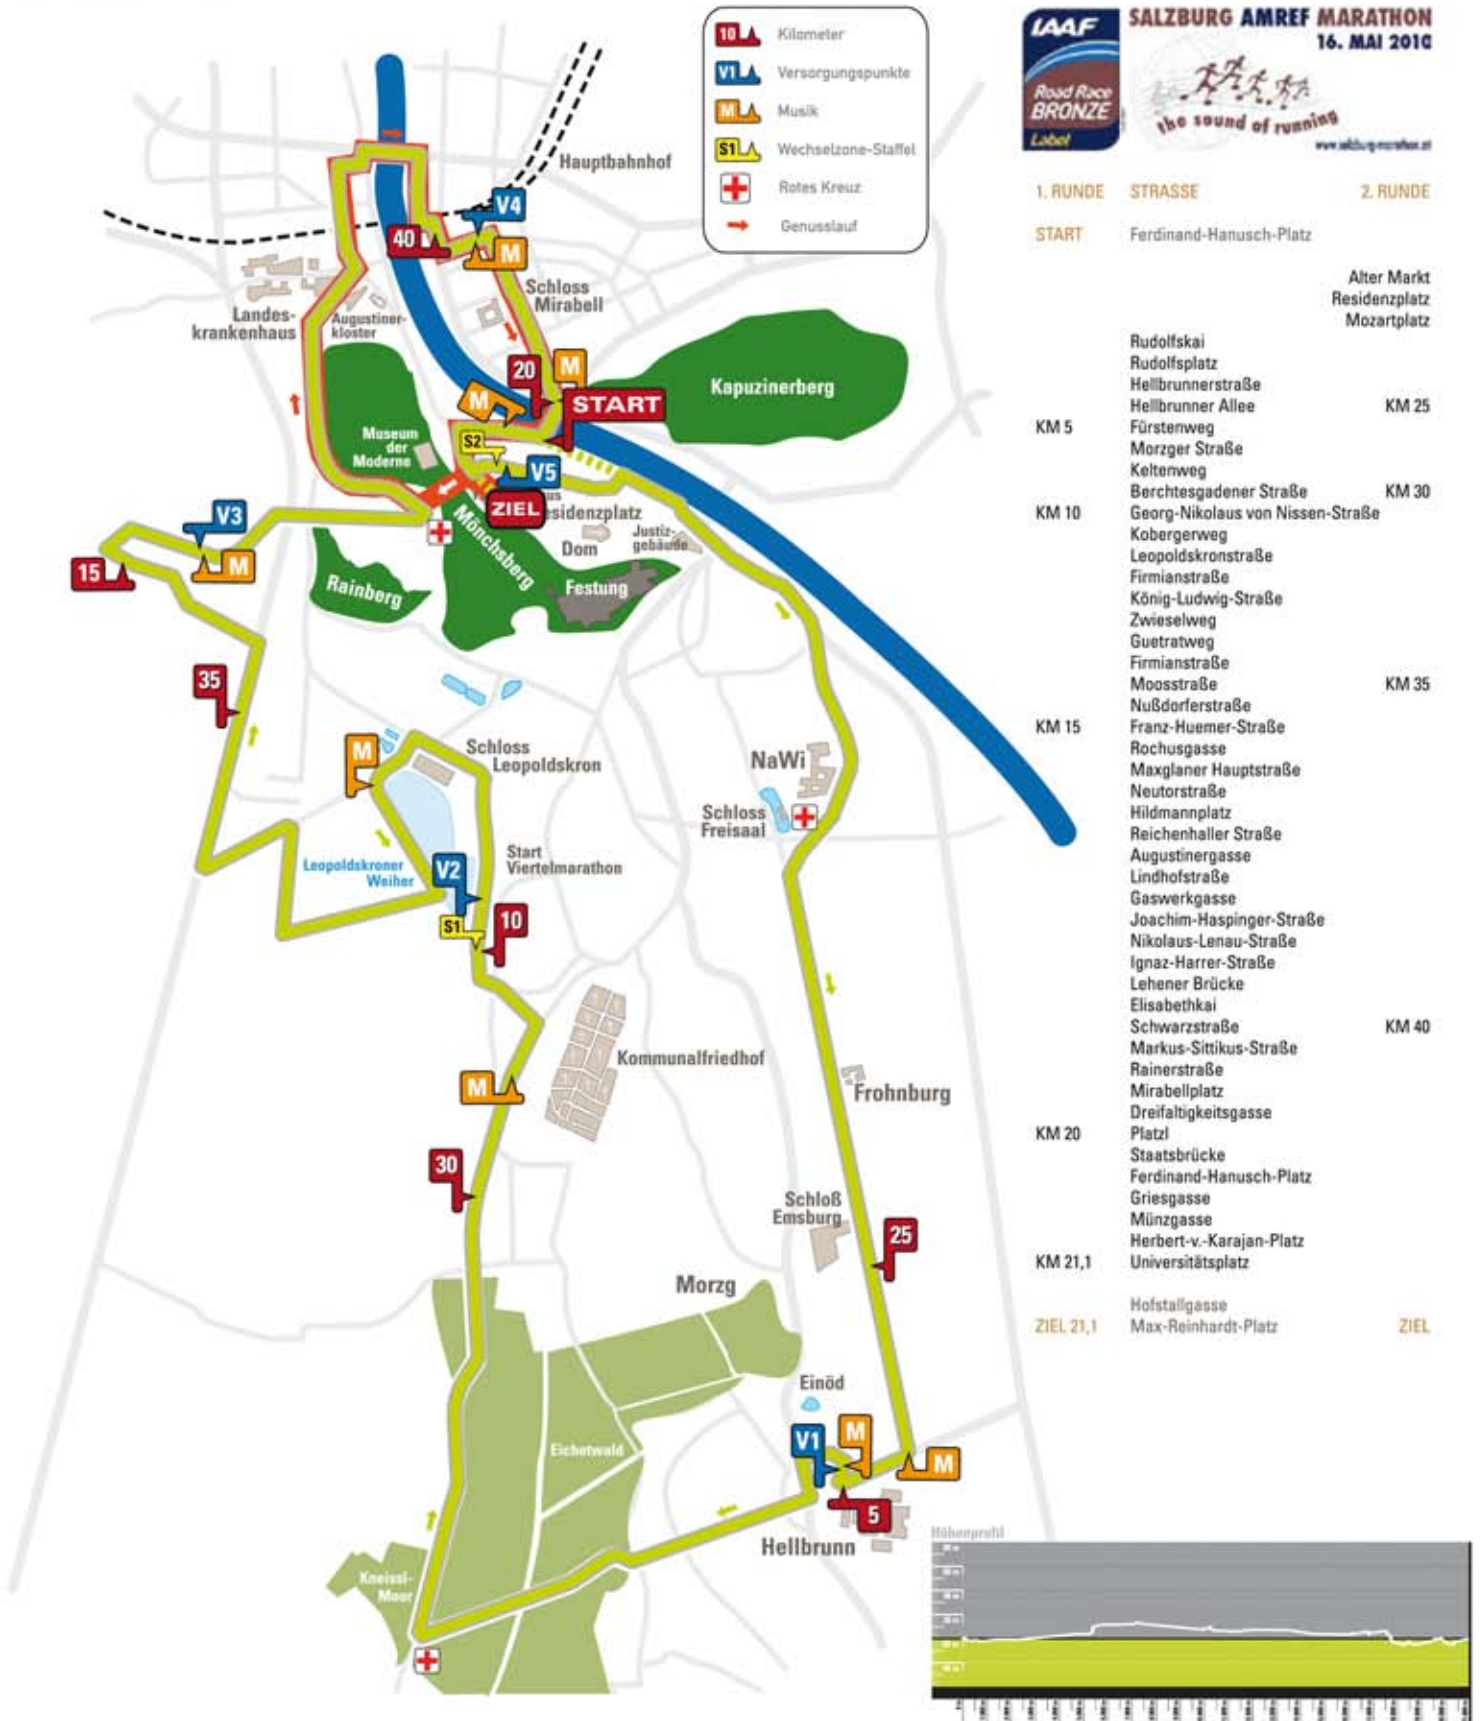 10 Kilometer
V1 Versorgungspunkte
M Musik
S1 Wechselzone-Staffel
Rotes Kreuz
Genusslauf
IAAF
Road Race
BRONZE
Label
SALZBURG AMREF MARATHON
16. MAI 2010
the sound of running
www.salzburg-marathon.at
Hauptbahnhof
V4
40
M
Schloss
Mirabell
Landes-
krankenhaus
Augustiner-
kloster
20
M
M
START
Kapuzinerberg
Museum
der
Moderne
S2
V5
ZIEL
esidenzplatz
Mönchsberg
Dom
Justiz-
gebäude
V3
M
15
Rainberg
Festung
35
M
Schloss
Leopoldskron
NaWi
Schloss
Freisaal
Leopoldskroner
Weiher
V2
Start
Viertelmarathon
S1
10
Kommunalfriedhof
M
Frohnburg
30
Schloß
Emsburg
25
Morzg
Einöd
V1
M
M
Eichetwald
5
Hellbrunn
Kneissl-
Moor
1. RUNDE STRASSE 2. RUNDE
START Ferdinand-Hanusch-Platz
Alter Markt
Residenzplatz
Mozartplatz
Rudolfskai
Rudolfsplatz
Hellbrunnerstraße
Hellbrunner Allee KM 25
KM 5 Fürstenweg
Morzger Straße
Keltenweg
Berchtesgadener Straße KM 30
KM 10 Georg-Nikolaus von Nissen-Straße
Kobergerweg
Leopoldskronstraße
Firmianstraße
König-Ludwig-Straße
Zwieselweg
Guetratweg
Firmianstraße
Moosstraße KM 35
Nußdorferstraße
KM 15 Franz-Huemer-Straße
Rochusgasse
Maxglaner Hauptstraße
Neutorstraße
Hildmannplatz
Reichenhaller Straße
Augustinergasse
Lindhofstraße
Gaswerkgasse
Joachim-Haspinger-Straße
Nikolaus-Lenau-Straße
Ignaz-Harrer-Straße
Lehener Brücke
Elisabethkai
Schwarzstraße KM 40
Markus-Sittikus-Straße
Rainerstraße
Mirabellplatz
Dreifaltigkeitsgasse
KM 20 Platzl
Staatsbrücke
Ferdinand-Hanusch-Platz
Griesgasse
Münzgasse
Herbert-v.-Karajan-Platz
KM 21,1 Universitätsplatz
Hofstallgasse
ZIEL 21,1 Max-Reinhardt-Platz ZIEL
Höhenprofil